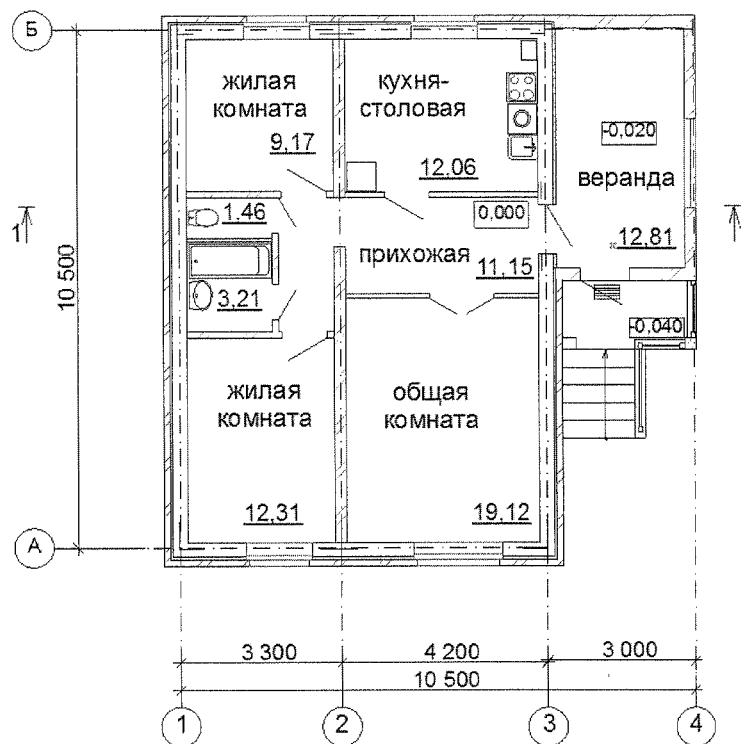 Б
жилая
комната
9,17
кухня-
столовая
12.06
-0,020
веранда
12,81
1
1.46
0,000
прихожая
11,15
3,21
10 500
-0,040
жилая
комната
12,31
общая
комната
19,12
А
3 300
4 200
3 000
10 500
1
2
3
4